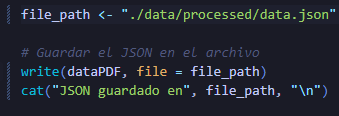 file_path <- "./data/processed/data.json"
# Guardar el JSON en el archivo
write(dataPDF, file = file_path)
cat("JSON guardado en", file_path, "\n")